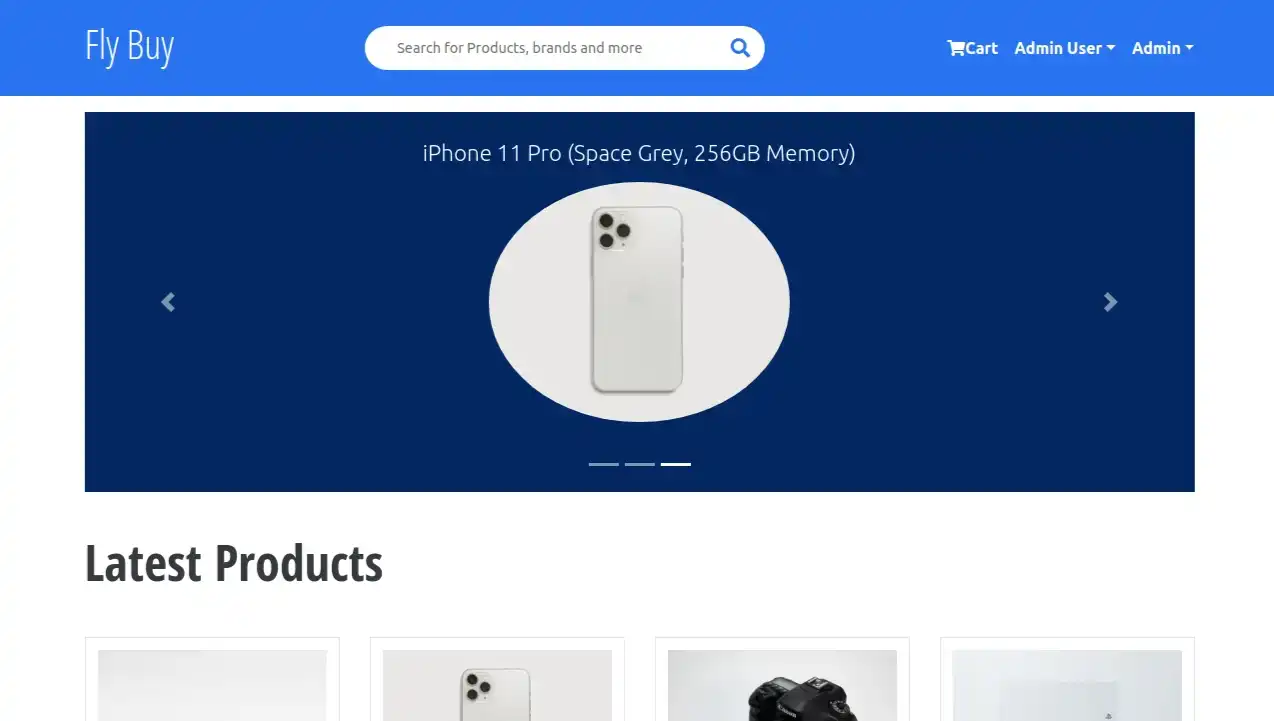 Fly Buy
Search for Products, brands and more
Cart
Admin User
Admin
iPhone 11 Pro (Space Grey, 256GB Memory)
Latest Products
Canon